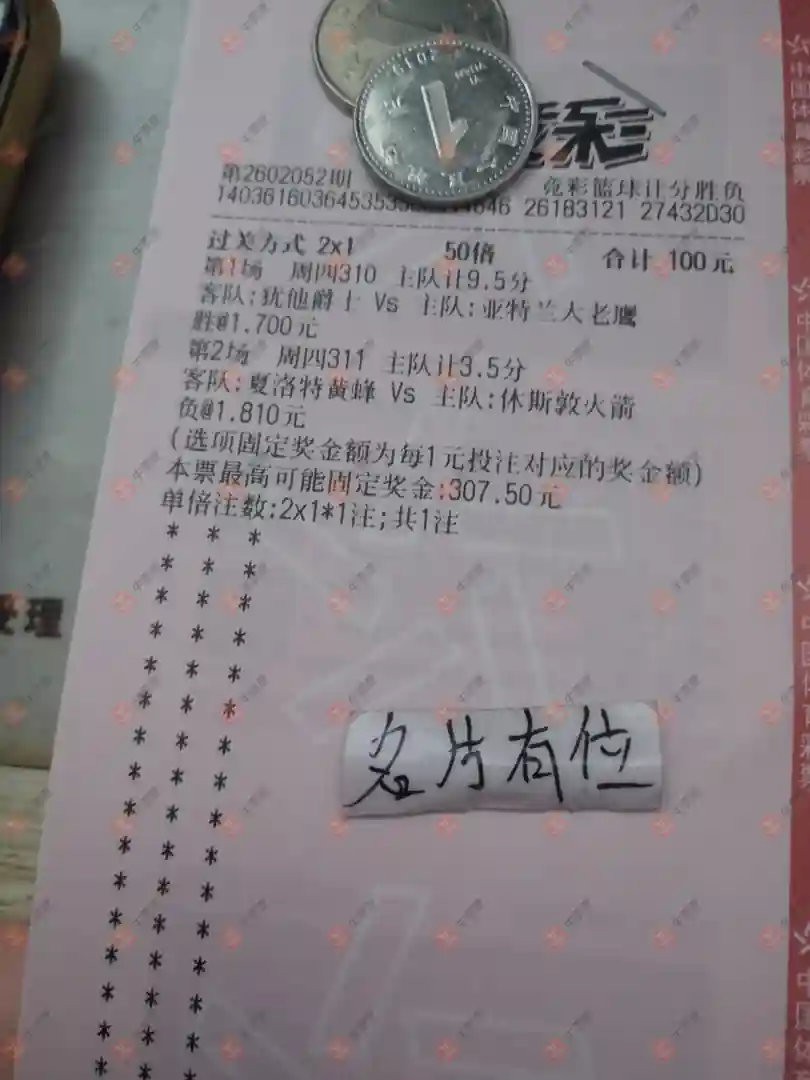 彩
第2602082期 竞彩篮球让分胜负
26183121 27432D30
过关方式 2x1 50倍 合计 100元
第1场 周四310 主队让9.5分
客队:犹他爵士 Vs 主队:亚特兰大老鹰
胜@1.700元
第2场 周四311 主队让3.5分
客队:夏洛特黄蜂 Vs 主队:休斯敦火箭
负@1.810元
(选项固定奖金额为每1元投注对应的奖金额)
本票最高可能固定奖金:307.50元
单倍注数:2x1*1注;共1注
名片有位
受理